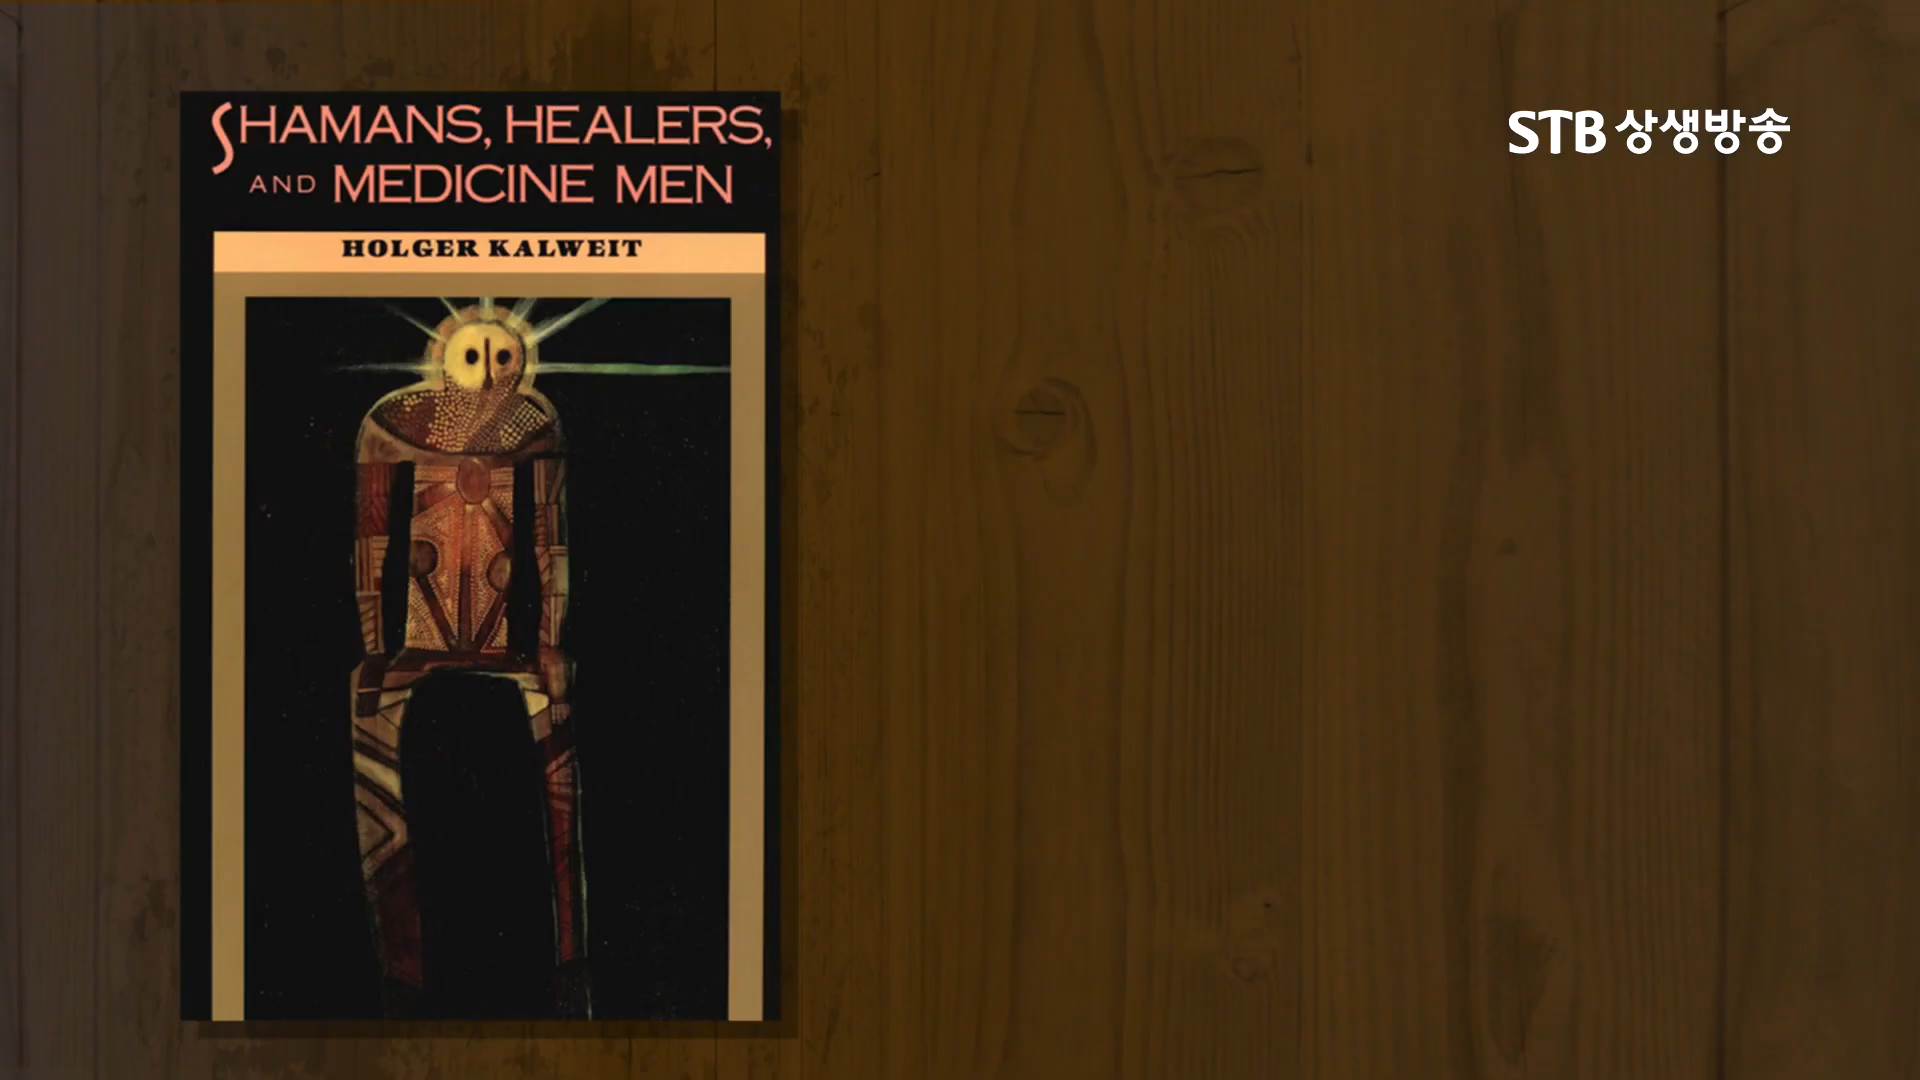 SHAMANS, HEALERS,
AND MEDICINE MEN
HOLGER KALWEIT
STB 상생방송